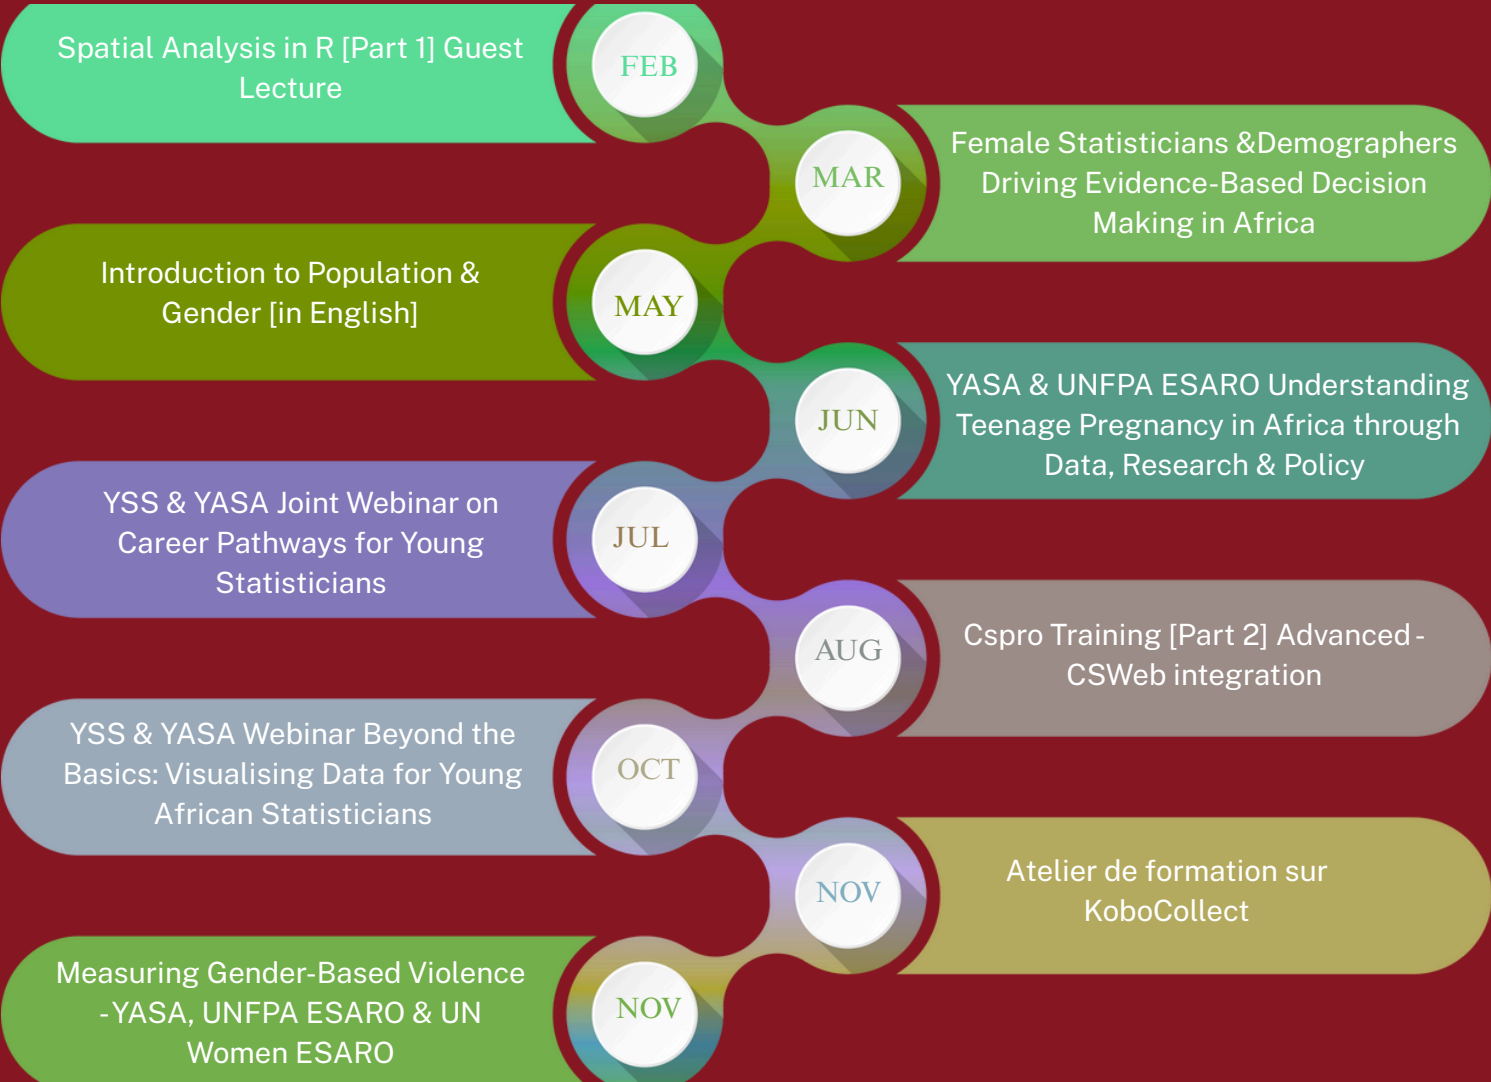 Spatial Analysis in R [Part 1] Guest
Lecture
FEB
MAR
Female Statisticians &Demographers
Driving Evidence-Based Decision
Making in Africa
Introduction to Population &
Gender [in English]
MAY
JUN
YASA & UNFPA ESARO Understanding
Teenage Pregnancy in Africa through
Data, Research & Policy
YSS & YASA Joint Webinar on
Career Pathways for Young
Statisticians
JUL
AUG
Cspro Training [Part 2] Advanced -
CSWeb integration
YSS & YASA Webinar Beyond the
Basics: Visualising Data for Young
African Statisticians
OCT
NOV
Atelier de formation sur
KoboCollect
Measuring Gender-Based Violence
- YASA, UNFPA ESARO & UN
Women ESARO
NOV